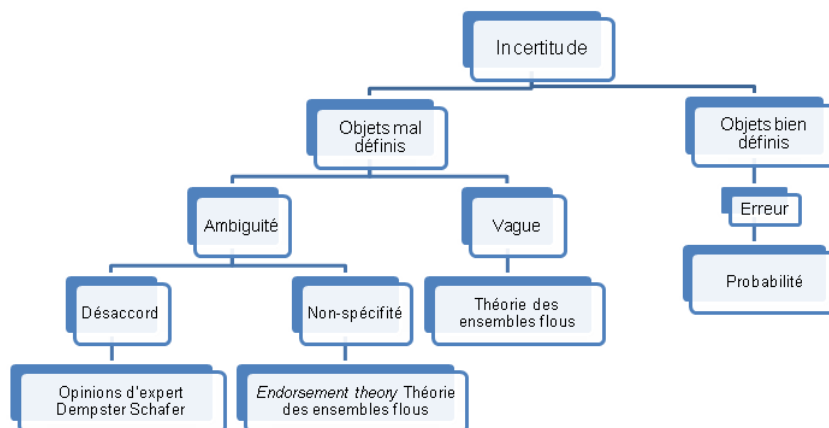 Incertitude
Objets mal
définis
Objets bien
définis
Ambiguité
Vague
Erreur
Désaccord
Non-spécifité
Théorie des
ensembles flous
Probabilité
Opinions d'expert
Dempster Schafer
Endorsement theory Théorie
des ensembles flous